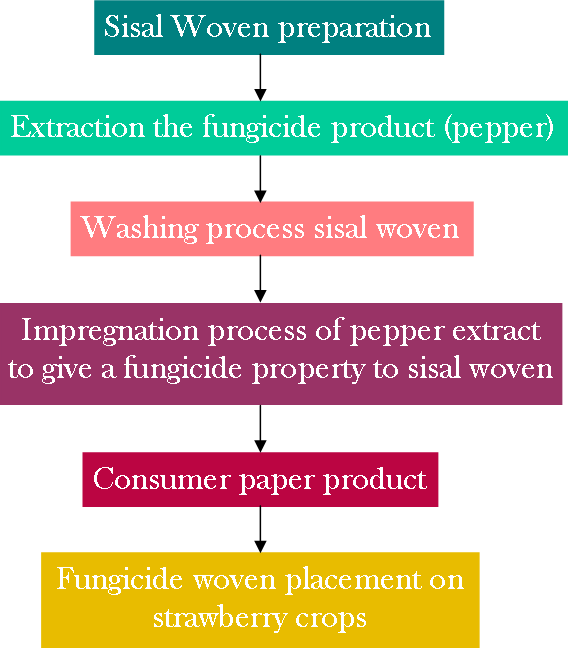 Sisal Woven preparation
Extraction the fungicide product (pepper)
Washing process sisal woven
Impregnation process of pepper extract
to give a fungicide property to sisal woven
Consumer paper product
Fungicide woven placement on
strawberry crops